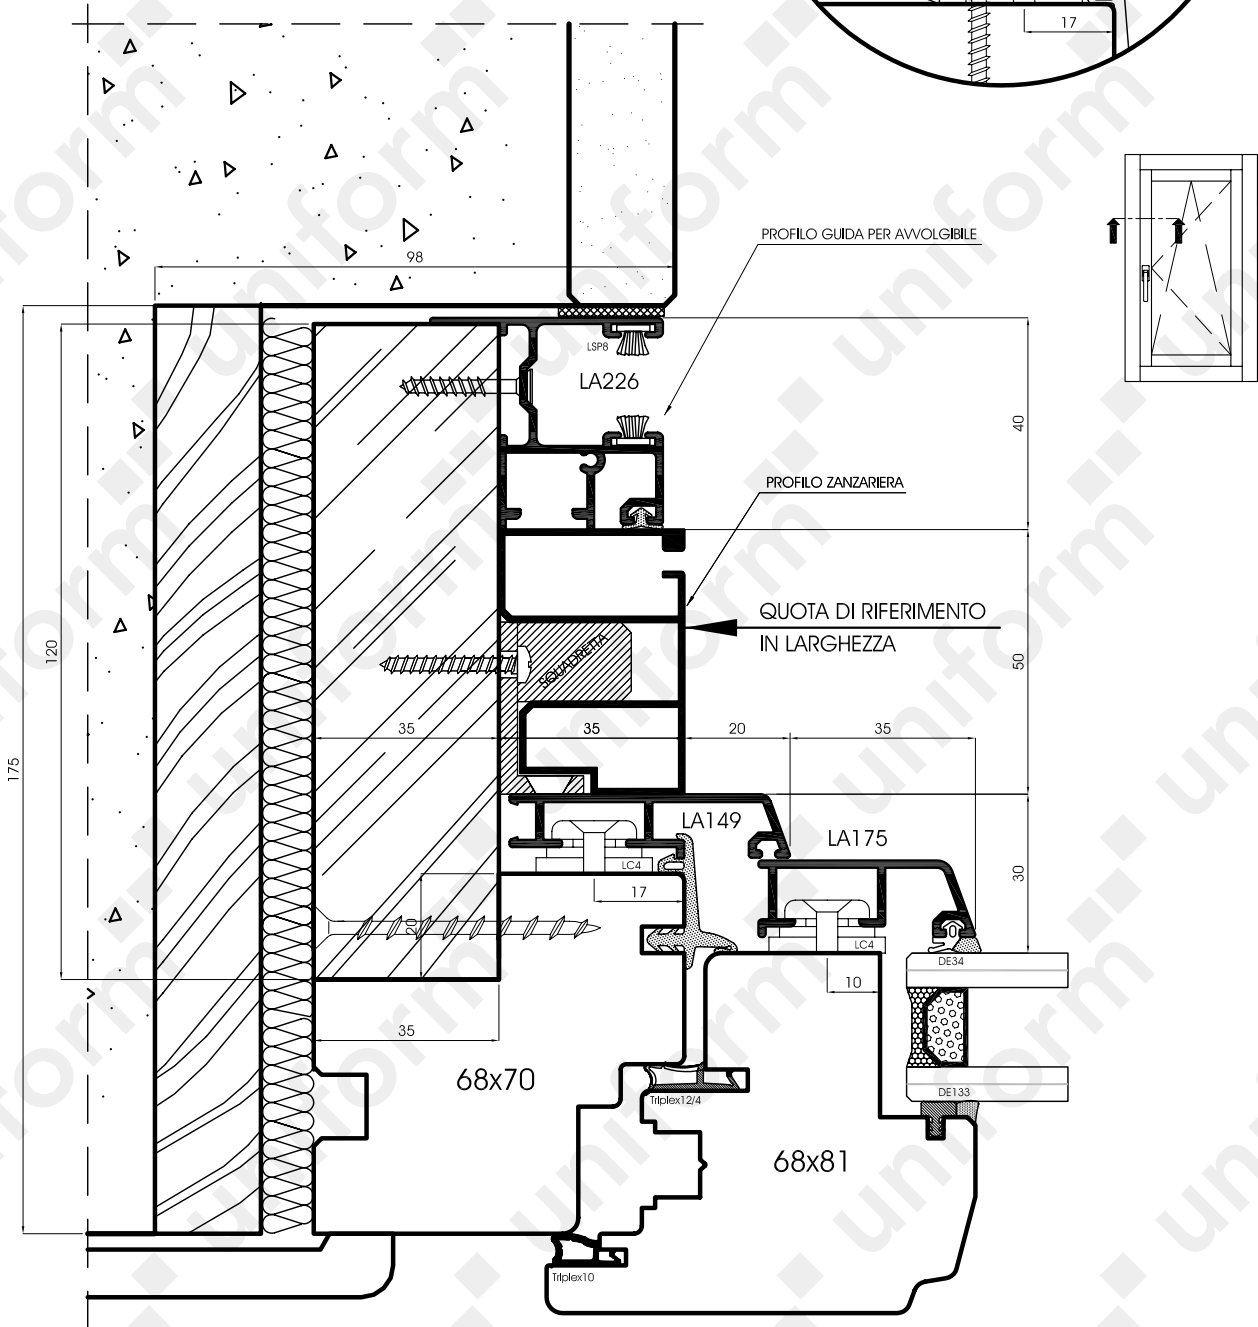 17
PROFILO GUIDA PER AVVOLGIBILE
98
LSP8
LA226
40
PROFILO ZANZARIERA
QUOTA DI RIFERIMENTO
IN LARGHEZZA
120
SQUADRETTA
50
35
35
20
35
175
LA149
LA175
LC4
17
30
20
LC4
DE34
10
35
68x70
Triplex12/4
DE133
68x81
Triplex10
uniform